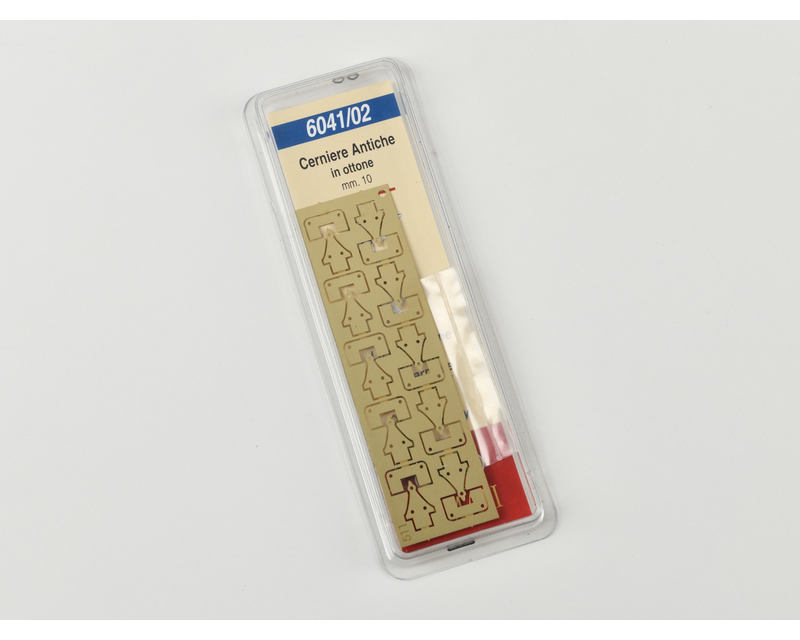 6041/02
Cerniere Antiche
in ottone
mm. 10